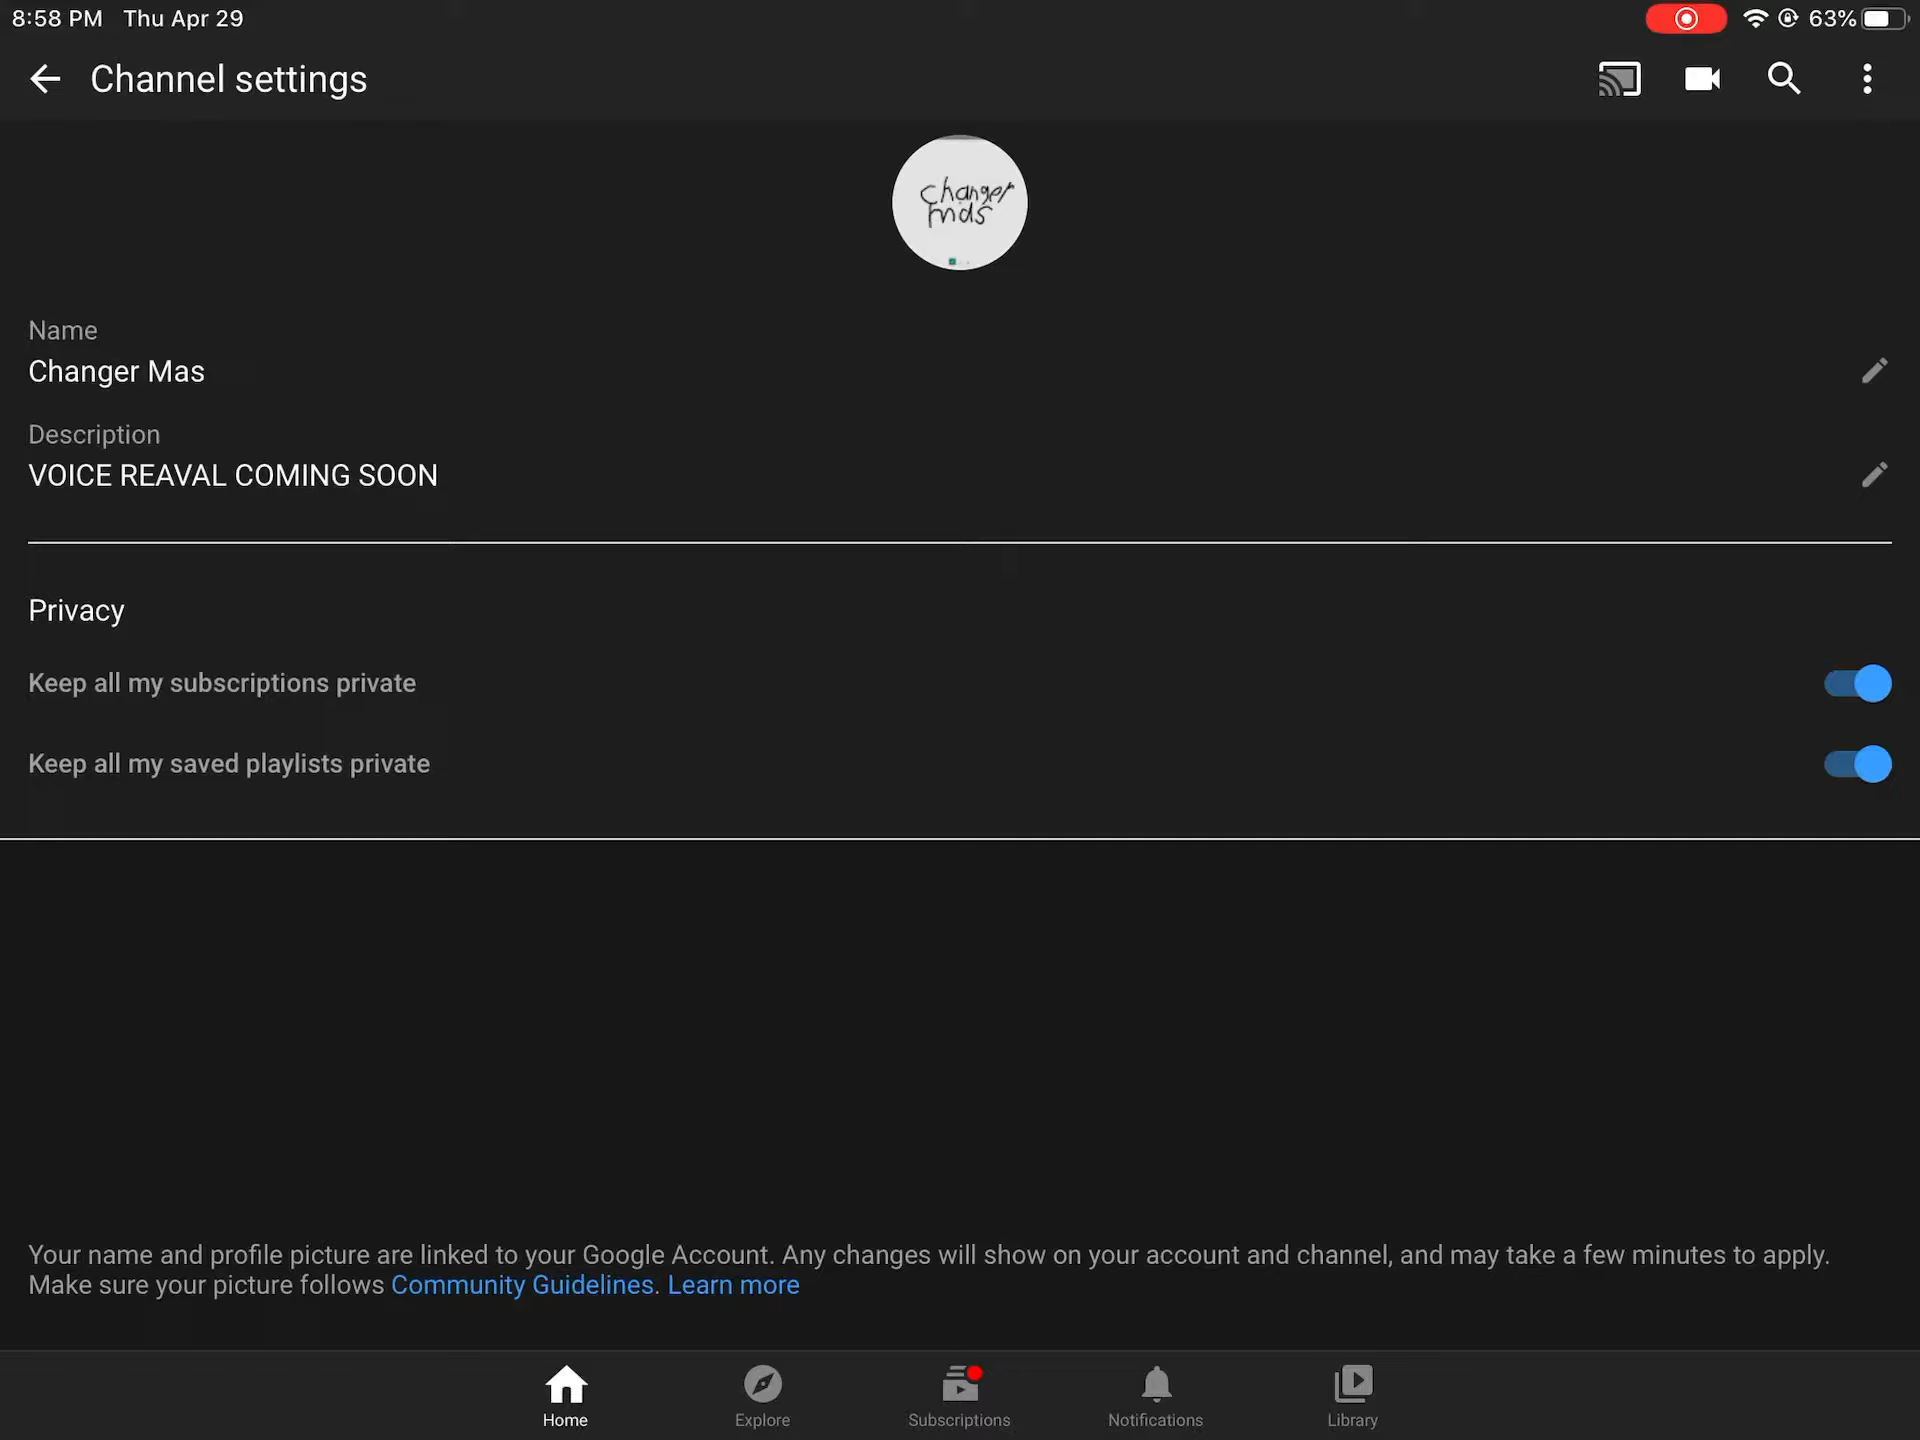 8:58 PM Thu Apr 29
63%
Channel settings
Changer
mds
Name
Changer Mas
Description
VOICE REAVAL COMING SOON
Privacy
Keep all my subscriptions private
Keep all my saved playlists private
Your name and profile picture are linked to your Google Account. Any changes will show on your account and channel, and may take a few minutes to apply.
Make sure your picture follows Community Guidelines. Learn more
Home
Explore
Subscriptions
Notifications
Library